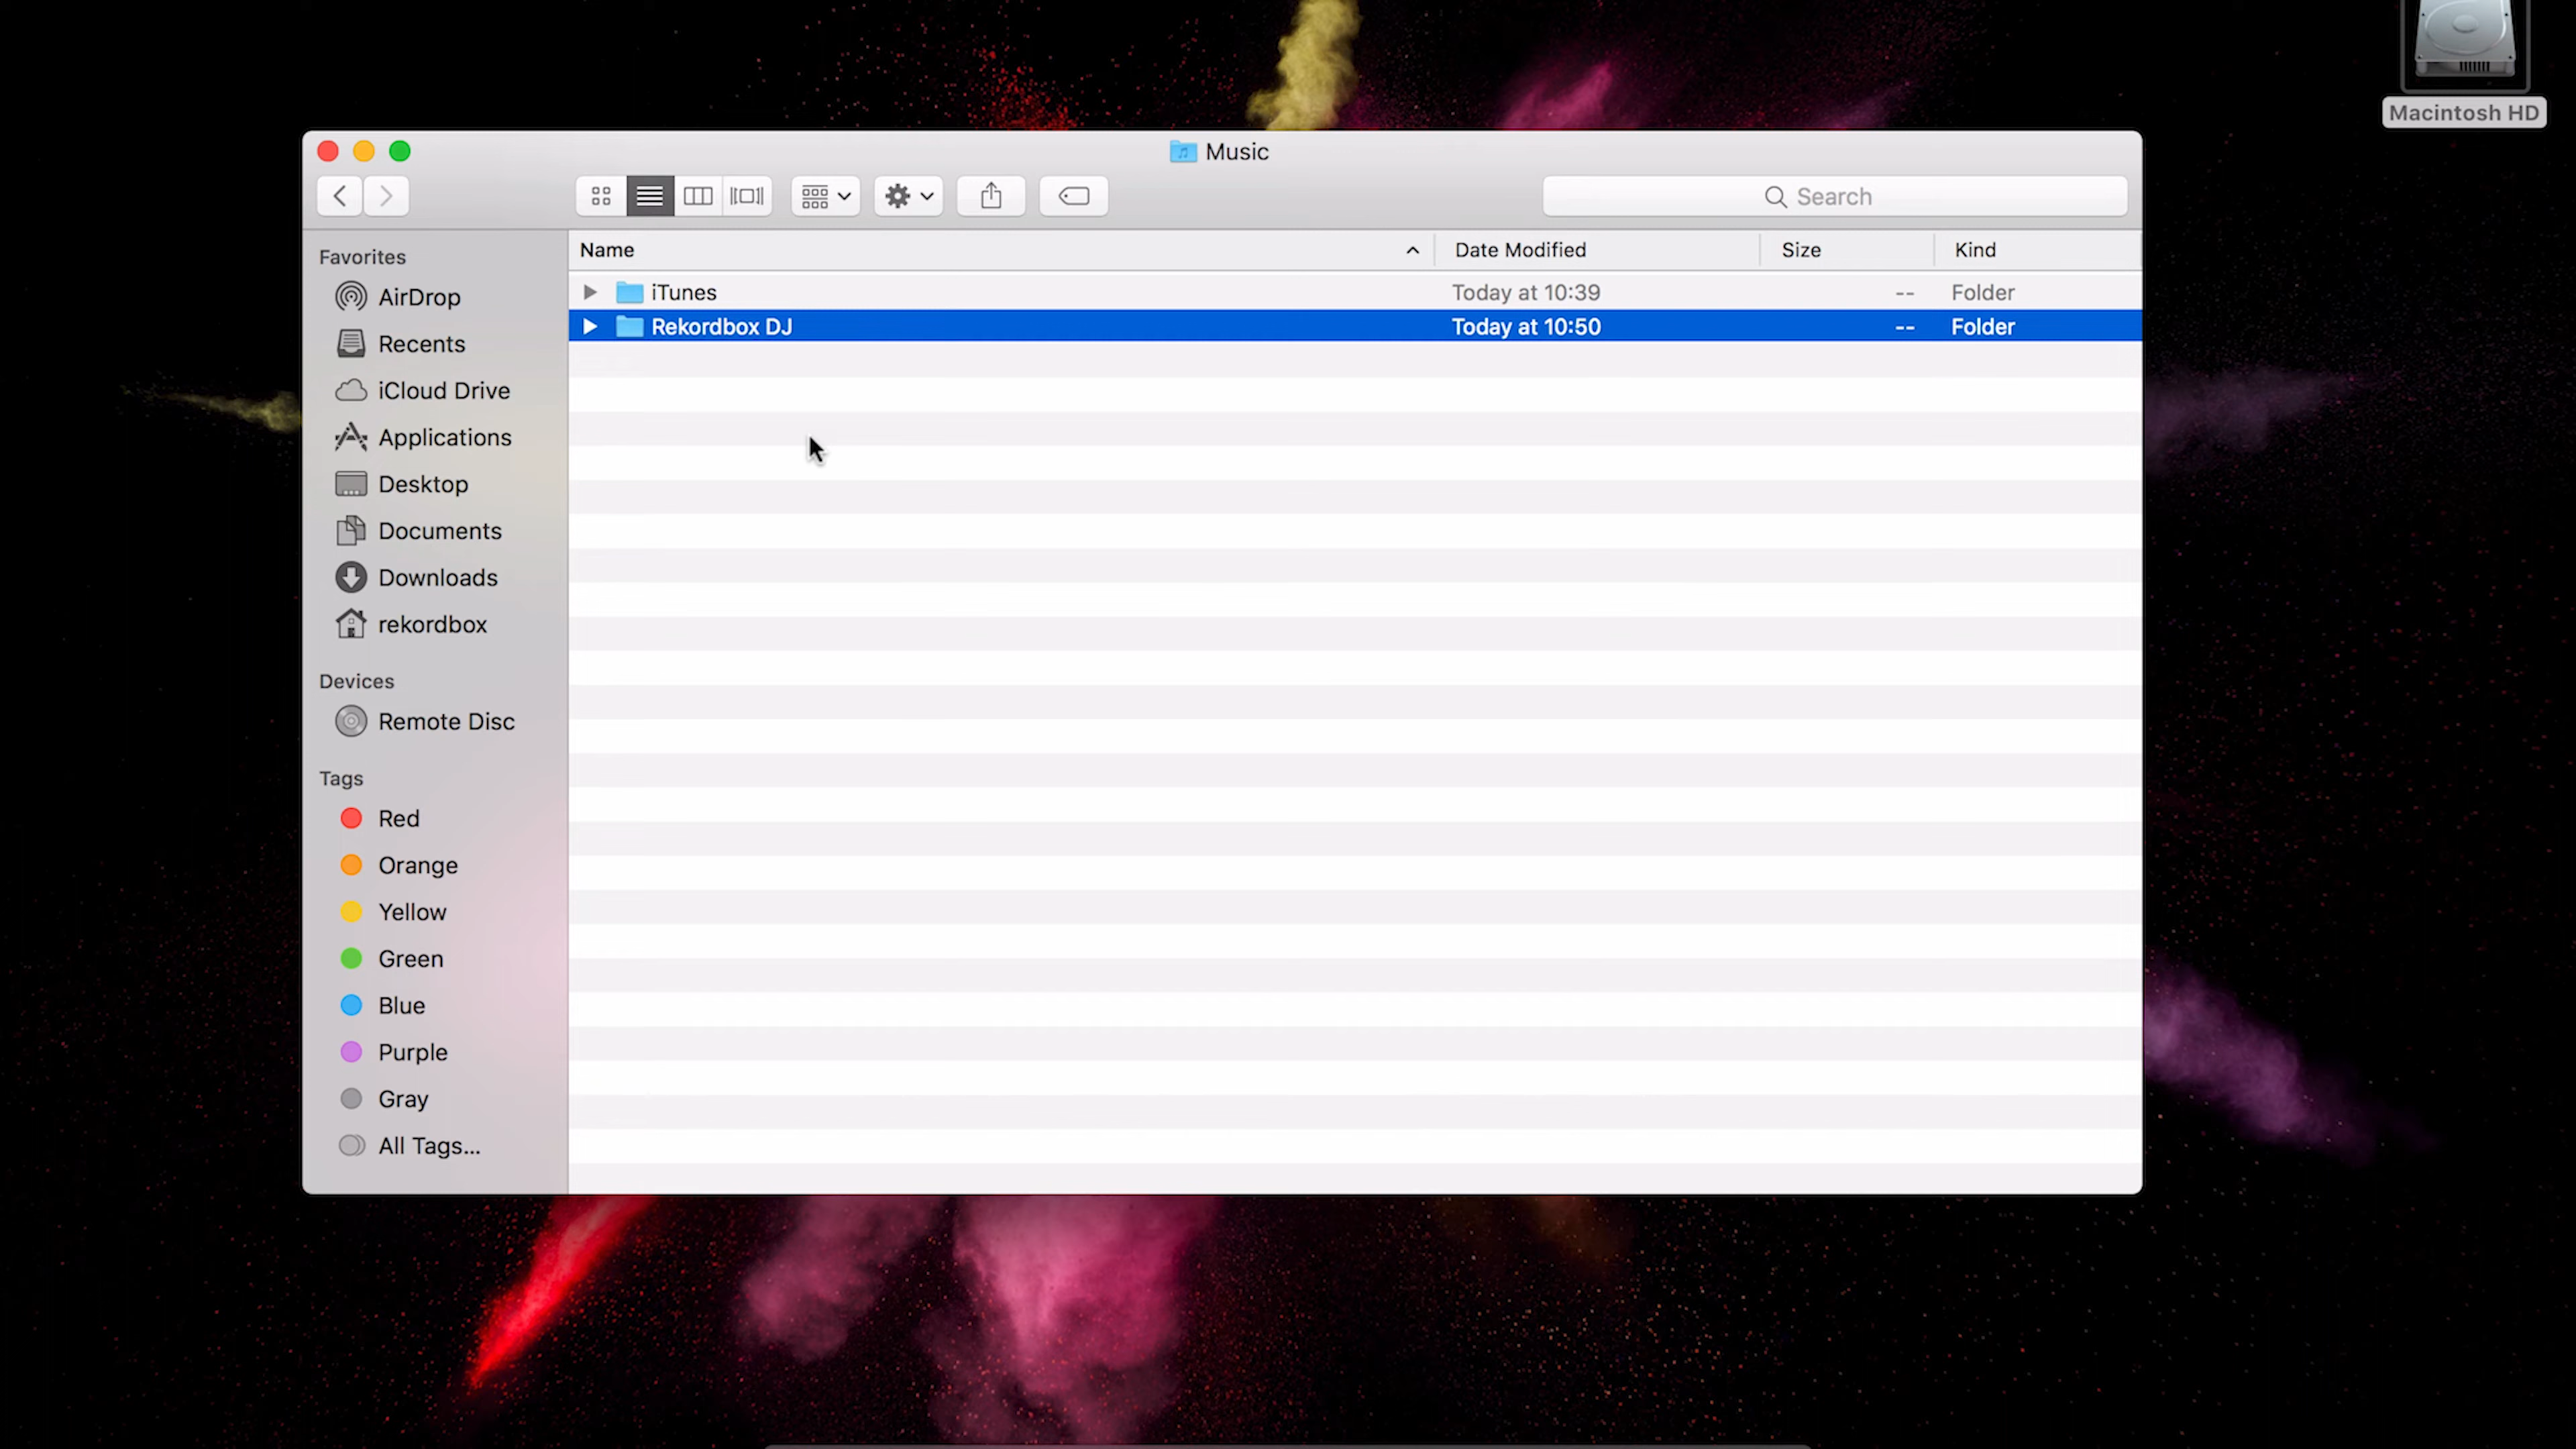 Macintosh HD
Music
Search
Favorites
AirDrop
Recents
iCloud Drive
Applications
Desktop
Documents
Downloads
rekordbox
Devices
Remote Disc
Tags
Red
Orange
Yellow
Green
Blue
Purple
Gray
All Tags...
Name Date Modified Size Kind
iTunes Today at 10:39 -- Folder
Rekordbox DJ Today at 10:50 -- Folder